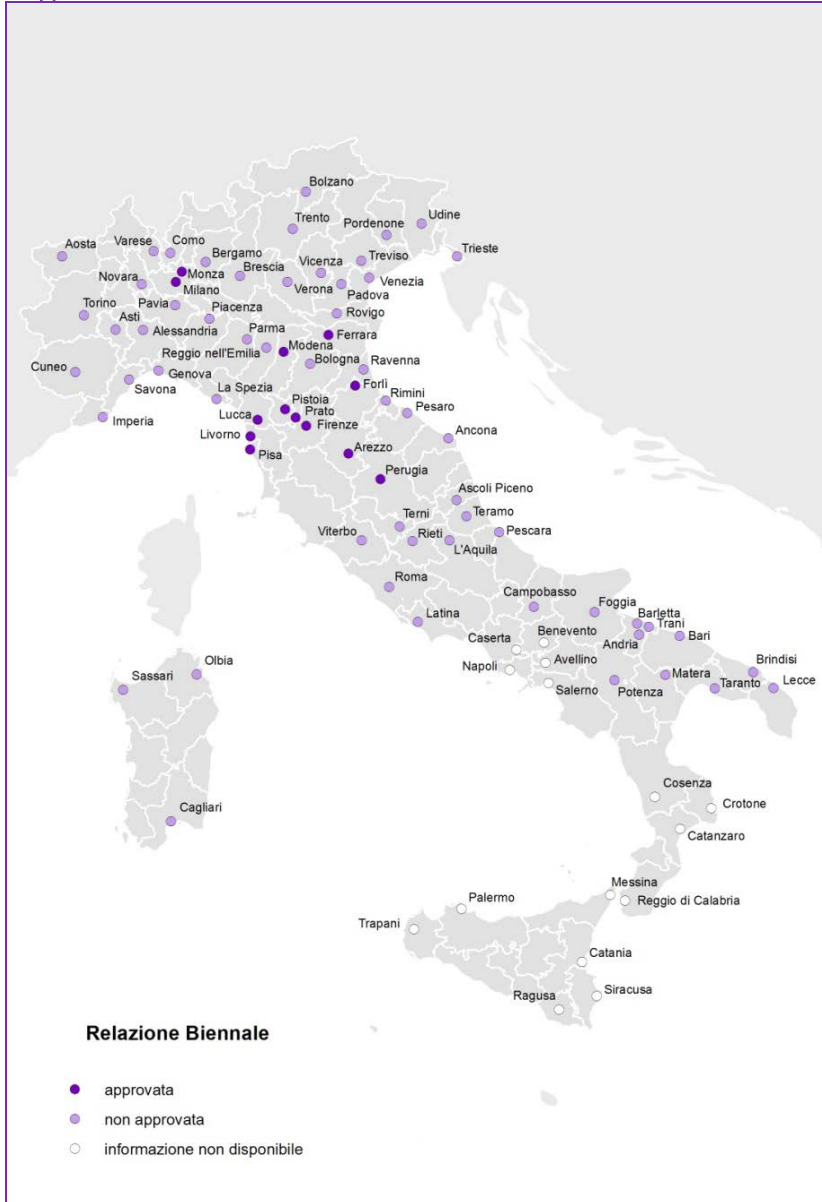 Bolzano
Udine
Trento
Pordenone
Aosta
Varese
Como
Bergamo
Vicenza
Treviso
Trieste
Brescia
Monza
Novara
Milano
Verona
Venezia
Padova
Torino
Pavia
Piacenza
Rovigo
Asti
Alessandria
Parma
Ferrara
Modena
Reggio nell'Emilia
Bologna
Ravenna
Cuneo
Genova
Savona
La Spezia
Forlì
Rimini
Pistoia
Pesaro
Imperia
Lucca
Prato
Firenze
Livorno
Ancona
Pisa
Arezzo
Perugia
Ascoli Piceno
Terni
Teramo
Viterbo
Rieti
Pescara
L'Aquila
Roma
Campobasso
Foggia
Latina
Barletta
Trani
Caserta
Benevento
Andria
Bari
Napoli
Avellino
Olbia
Sassari
Salerno
Potenza
Matera
Brindisi
Taranto
Lecce
Cosenza
Crotone
Cagliari
Catanzaro
Messina
Palermo
Reggio di Calabria
Trapani
Catania
Ragusa
Siracusa
Relazione Biennale
approvata
non approvata
informazione non disponibile